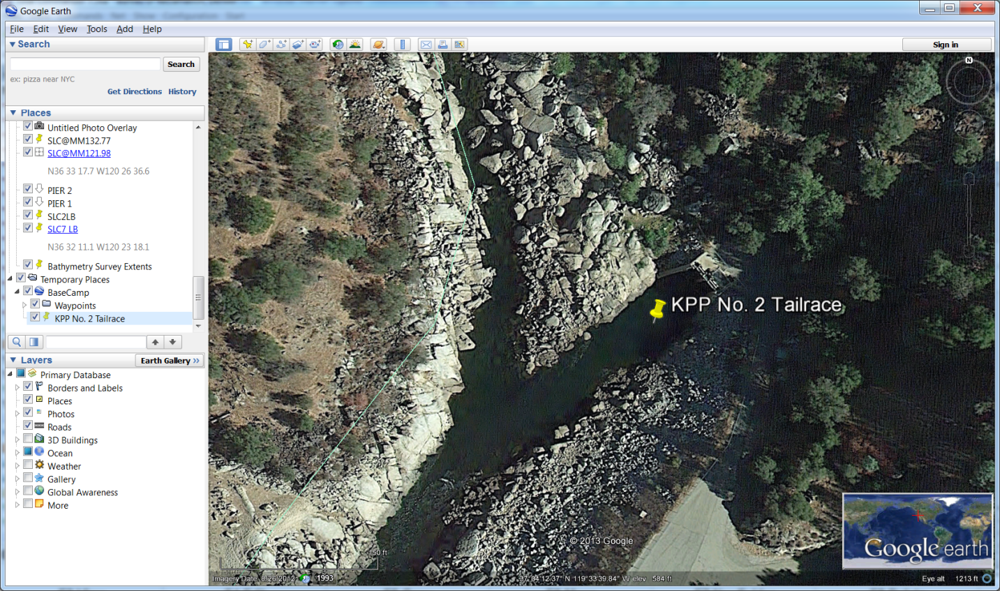 Google Earth
File Edit View Tools Add Help
Search
Sign in
Search
ex: pizza near NYC
Get Directions History
Places
Untitled Photo Overlay
SLC@MM132.77
SLC@MM121.98
N36 33 17.7 W120 26 36.6
PIER 2
PIER 1
SLC2LB
SLC7 LB
N36 32 11.1 W120 23 18.1
Bathymetry Survey Extents
Temporary Places
BaseCamp
Waypoints
KPP No. 2 Tailrace
Layers
Earth Gallery »
Primary Database
Borders and Labels
Places
Photos
Roads
3D Buildings
Ocean
Weather
Gallery
Global Awareness
More
N
KPP No. 2 Tailrace
© 2013 Google
Google earth
150 ft
Imagery Date: 8/26/2012 1993
37°04'12.37" N 119°33'39.84" W elev 584 ft
Eye alt 1213 ft